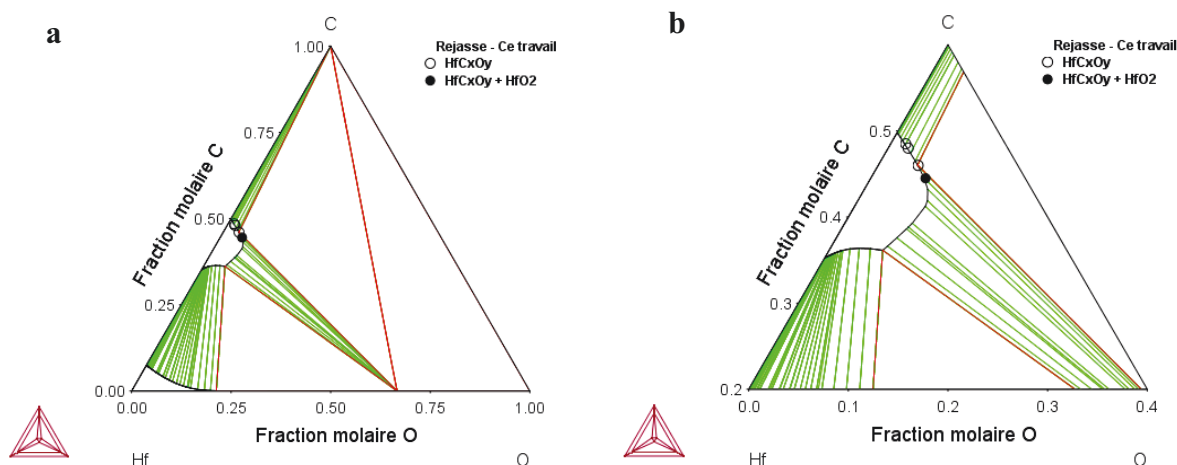 a
C
1.00
Rejasse - Ce travail
HfCxOy
HfCxOy + HfO2
0.75
Fraction molaire C
0.50
0.25
0.00
0.00 0.25 0.50 0.75 1.00
Fraction molaire O
Hf O
b
C
Rejasse - Ce travail
HfCxOy
HfCxOy + HfO2
0.5
Fraction molaire C
0.4
0.3
0.2
0.0 0.1 0.2 0.3 0.4
Fraction molaire O
Hf O